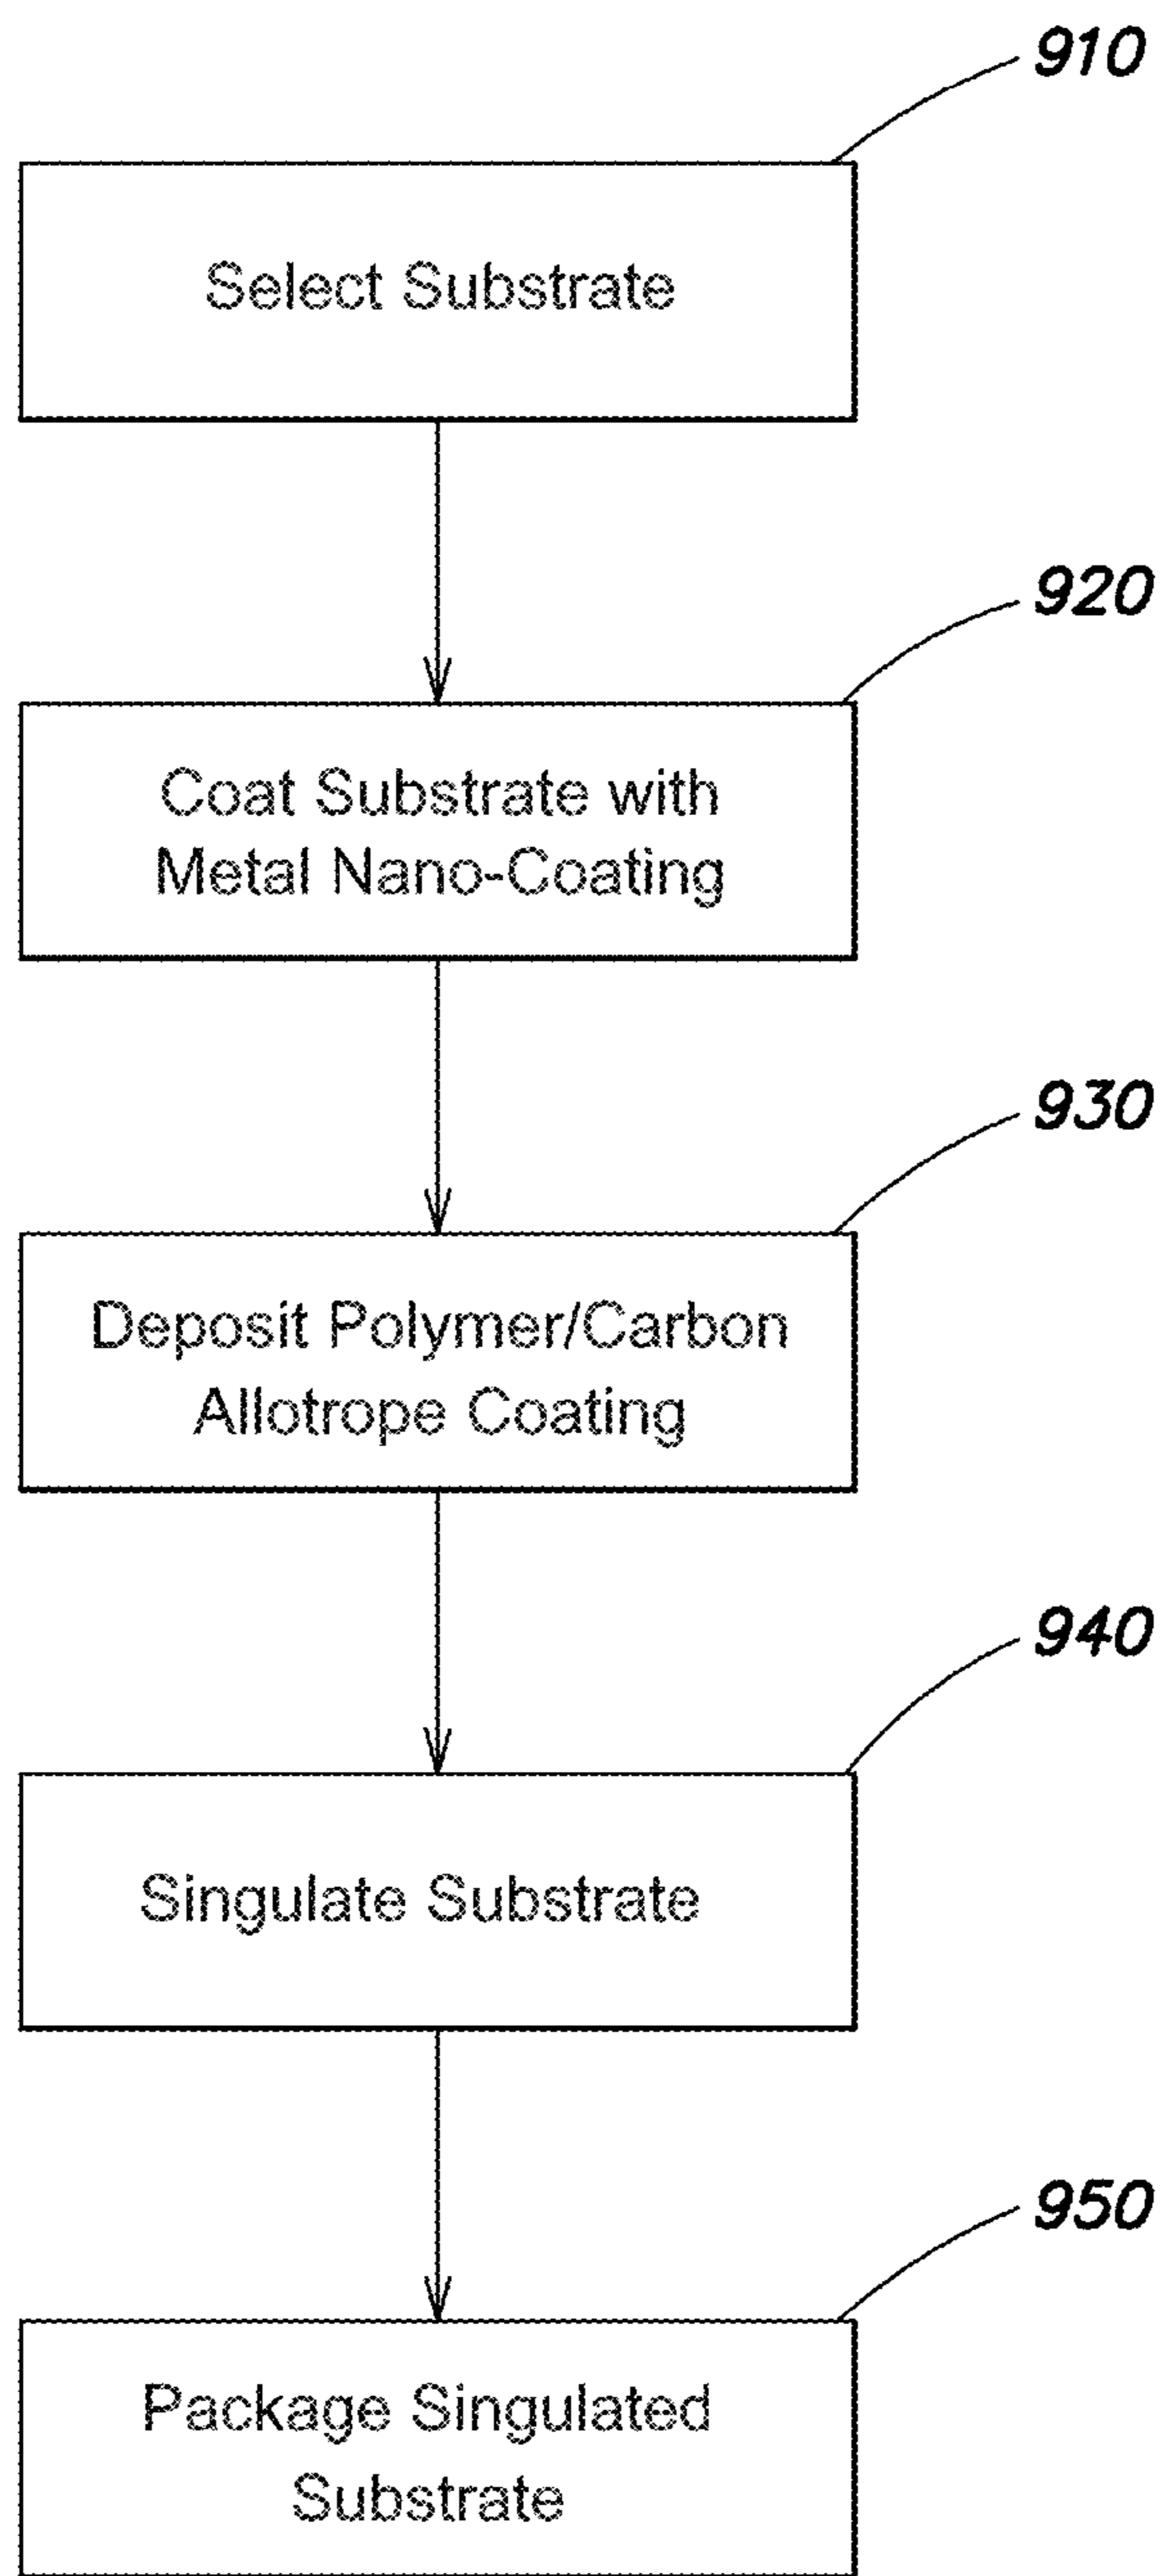 910
Select Substrate
920
Coat Substrate with
Metal Nano-Coating
930
Deposit Polymer/Carbon
Allotrope Coating
940
Singulate Substrate
950
Package Singulated
Substrate